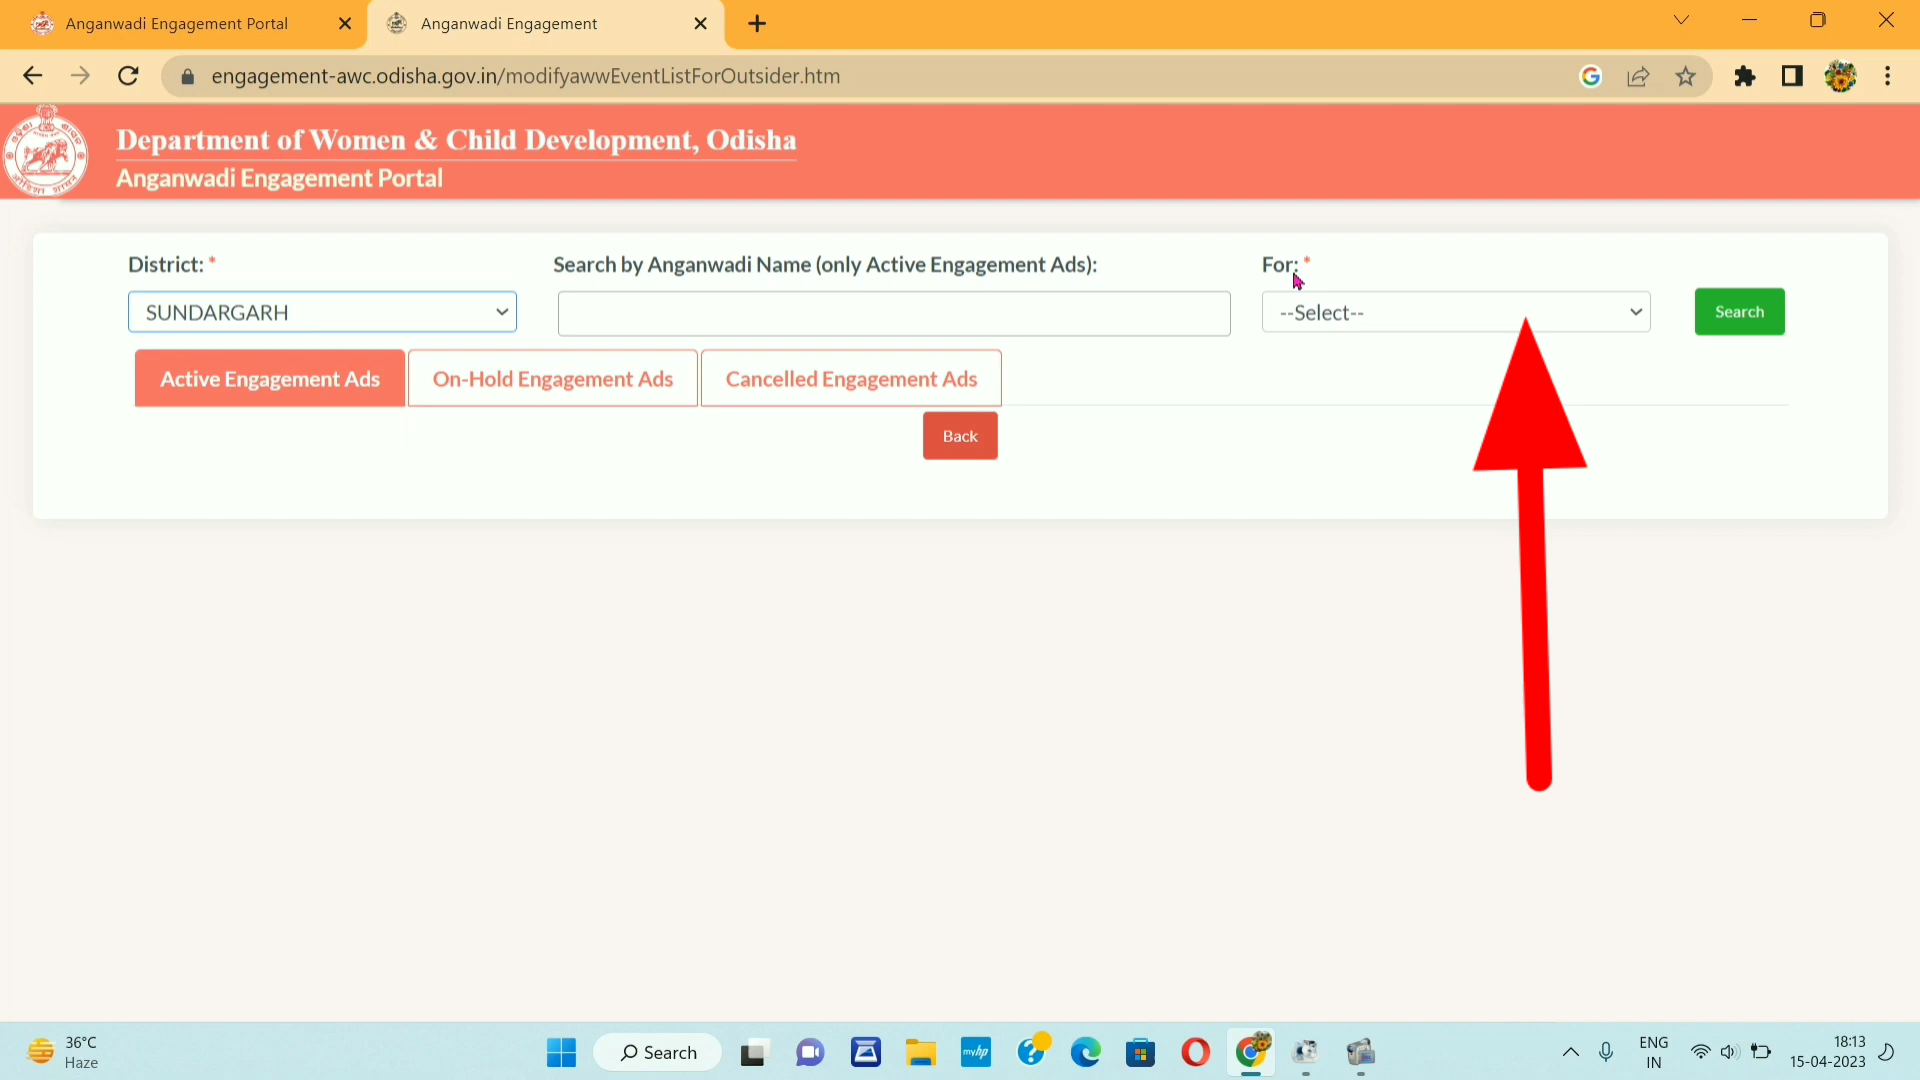 Anganwadi Engagement Portal
Anganwadi Engagement
engagement-awc.odisha.gov.in/modifyawwEventListForOutsider.htm
Department of Women & Child Development, Odisha
Anganwadi Engagement Portal
District: *
Search by Anganwadi Name (only Active Engagement Ads):
For: *
SUNDARGARH
--Select--
Search
Active Engagement Ads
On-Hold Engagement Ads
Cancelled Engagement Ads
Back
36°C
Haze
Search
myhp
ENG
IN
18:13
15-04-2023